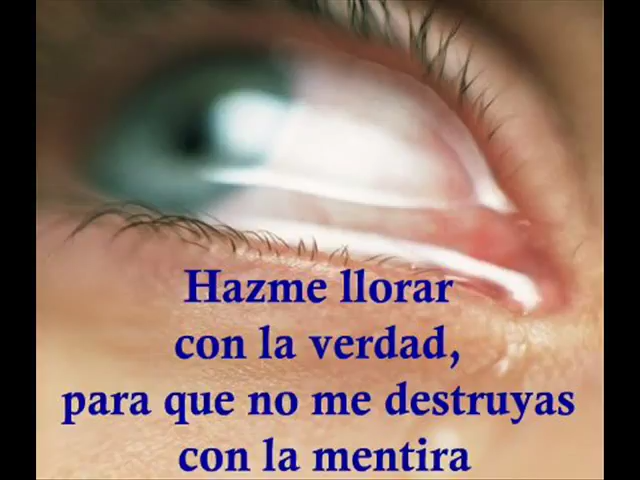 Hazme llorar
con la verdad,
para que no me destruyas
con la mentira